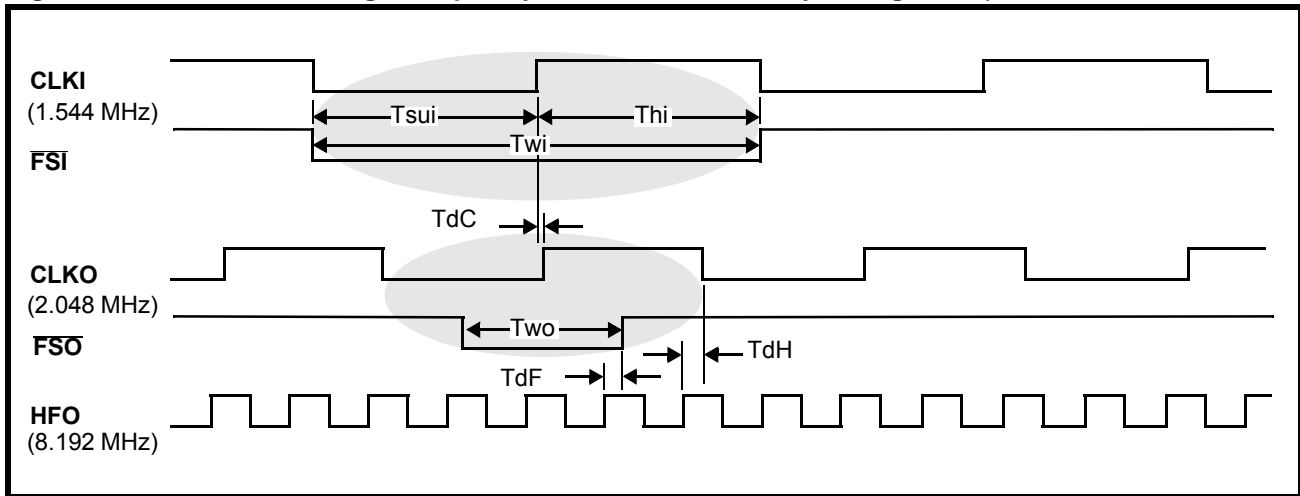 CLKI
(1.544 MHz)
Tsui
Thi
Twi
FSI
TdC
CLKO
(2.048 MHz)
Two
FSO
TdH
TdF
HFO
(8.192 MHz)